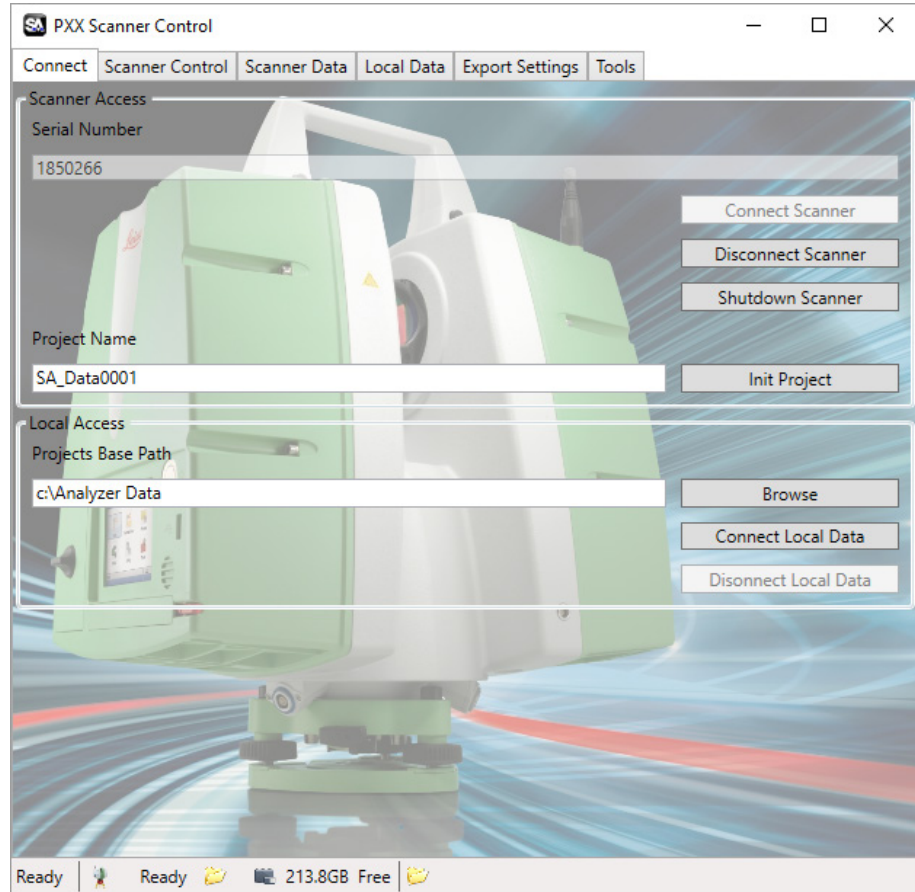 SA PXX Scanner Control
Connect Scanner Control Scanner Data Local Data Export Settings Tools
Scanner Access
Serial Number
1850266
Connect Scanner
Disconnect Scanner
Shutdown Scanner
Project Name
SA_Data0001 Init Project
Local Access
Projects Base Path
c:\Analyzer Data Browse
Connect Local Data
Disonnect Local Data
Ready Ready 213.8GB Free